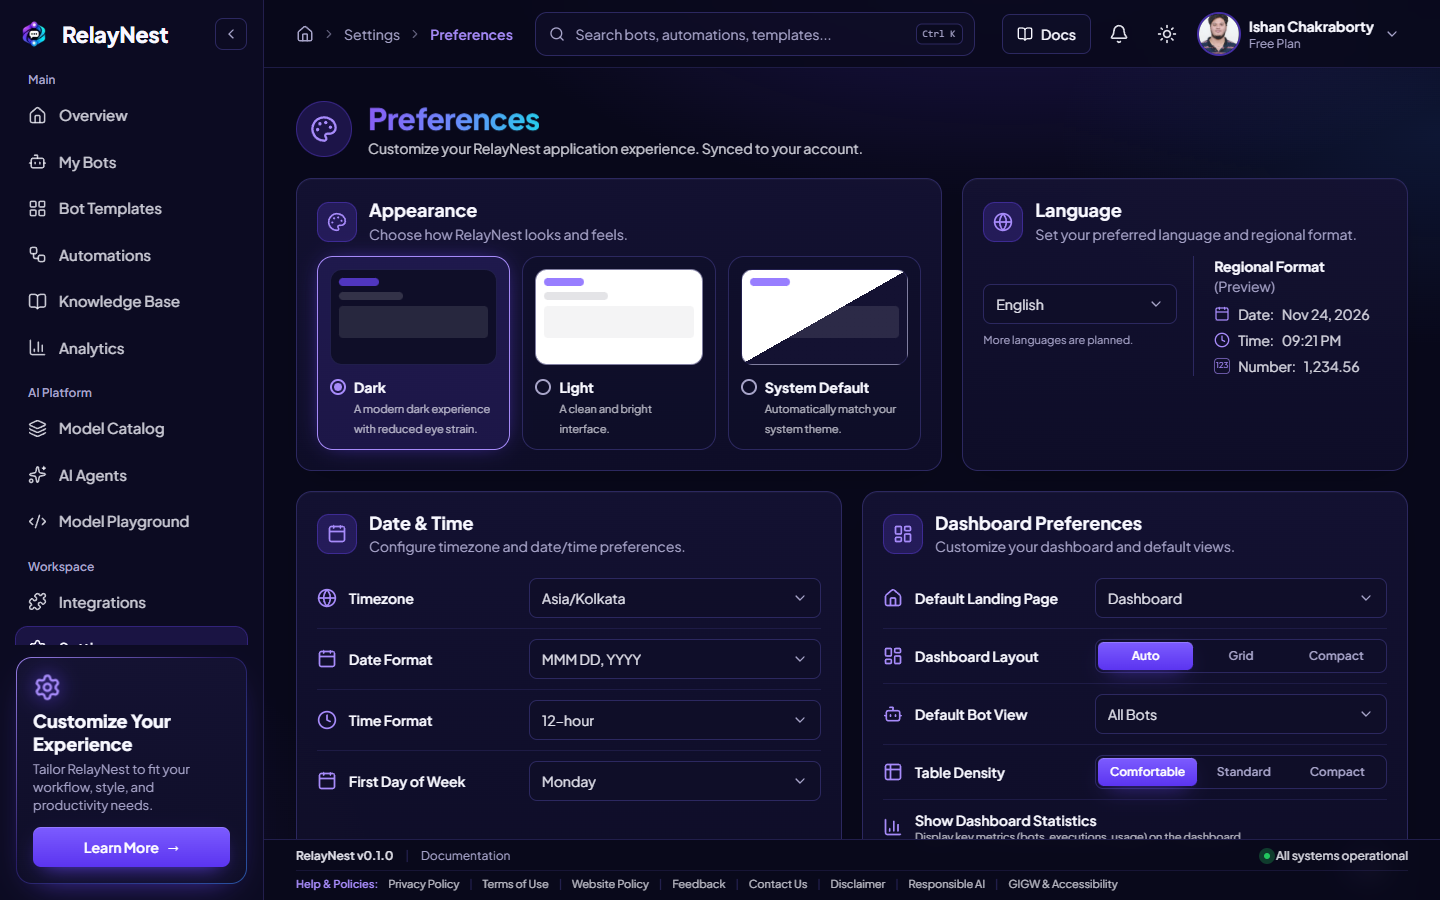 RelayNest
Main
Overview
My Bots
Bot Templates
Automations
Knowledge Base
Analytics
AI Platform
Model Catalog
AI Agents
Model Playground
Workspace
Integrations
Customize Your
Experience
Tailor RelayNest to fit your
workflow, style, and
productivity needs.
Learn More →
Settings
Preferences
Search bots, automations, templates...
Ctrl K
Docs
Ishan Chakraborty
Free Plan
Preferences
Customize your RelayNest application experience. Synced to your account.
Appearance
Choose how RelayNest looks and feels.
Dark
A modern dark experience
with reduced eye strain.
Light
A clean and bright
interface.
System Default
Automatically match your
system theme.
Language
Set your preferred language and regional format.
English
More languages are planned.
Regional Format
(Preview)
Date: Nov 24, 2026
Time: 09:21 PM
123 Number: 1,234.56
Date & Time
Configure timezone and date/time preferences.
Timezone Asia/Kolkata
Date Format MMM DD, YYYY
Time Format 12-hour
First Day of Week Monday
Dashboard Preferences
Customize your dashboard and default views.
Default Landing Page Dashboard
Dashboard Layout Auto Grid Compact
Default Bot View All Bots
Table Density Comfortable Standard Compact
Show Dashboard Statistics
Display key metrics (bots, executions, usage) on the dashboard
RelayNest v0.1.0 Documentation
All systems operational
Help & Policies: Privacy Policy Terms of Use Website Policy Feedback Contact Us Disclaimer Responsible AI GIGW & Accessibility